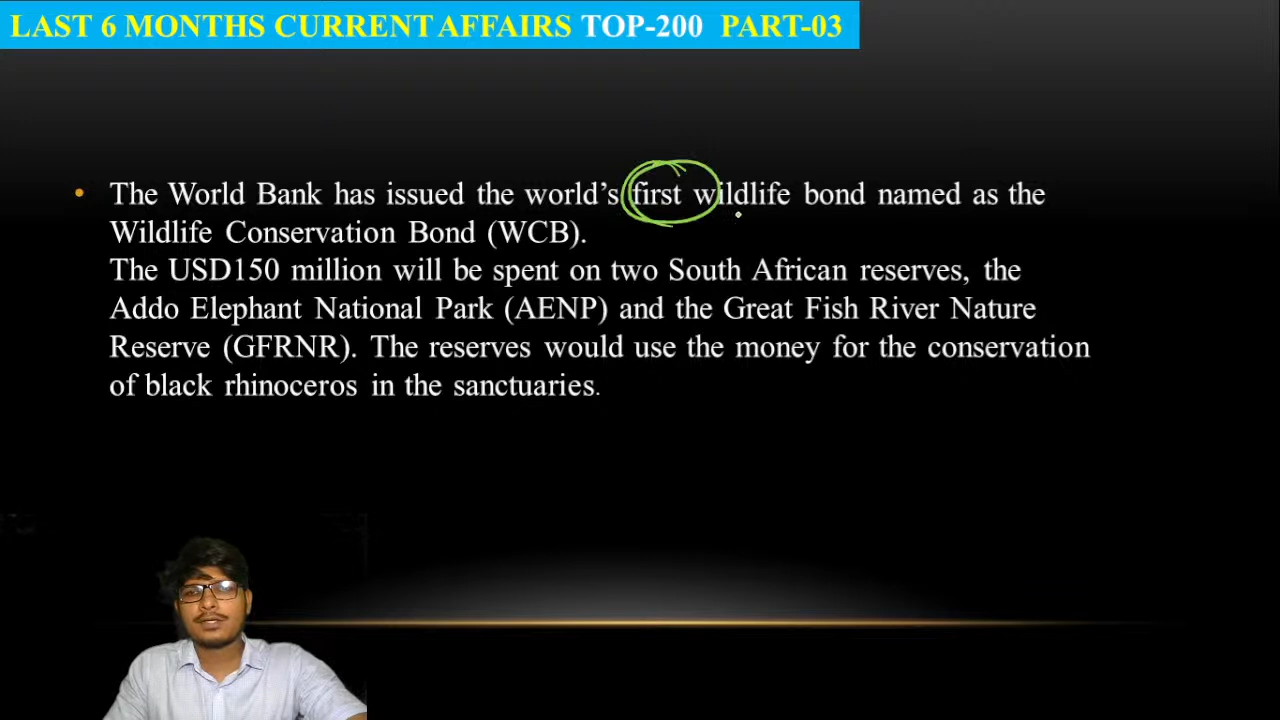 LAST 6 MONTHS CURRENT AFFAIRS TOP-200 PART-03
• The World Bank has issued the world’s first wildlife bond named as the
Wildlife Conservation Bond (WCB).
The USD150 million will be spent on two South African reserves, the
Addo Elephant National Park (AENP) and the Great Fish River Nature
Reserve (GFRNR). The reserves would use the money for the conservation
of black rhinoceros in the sanctuaries.